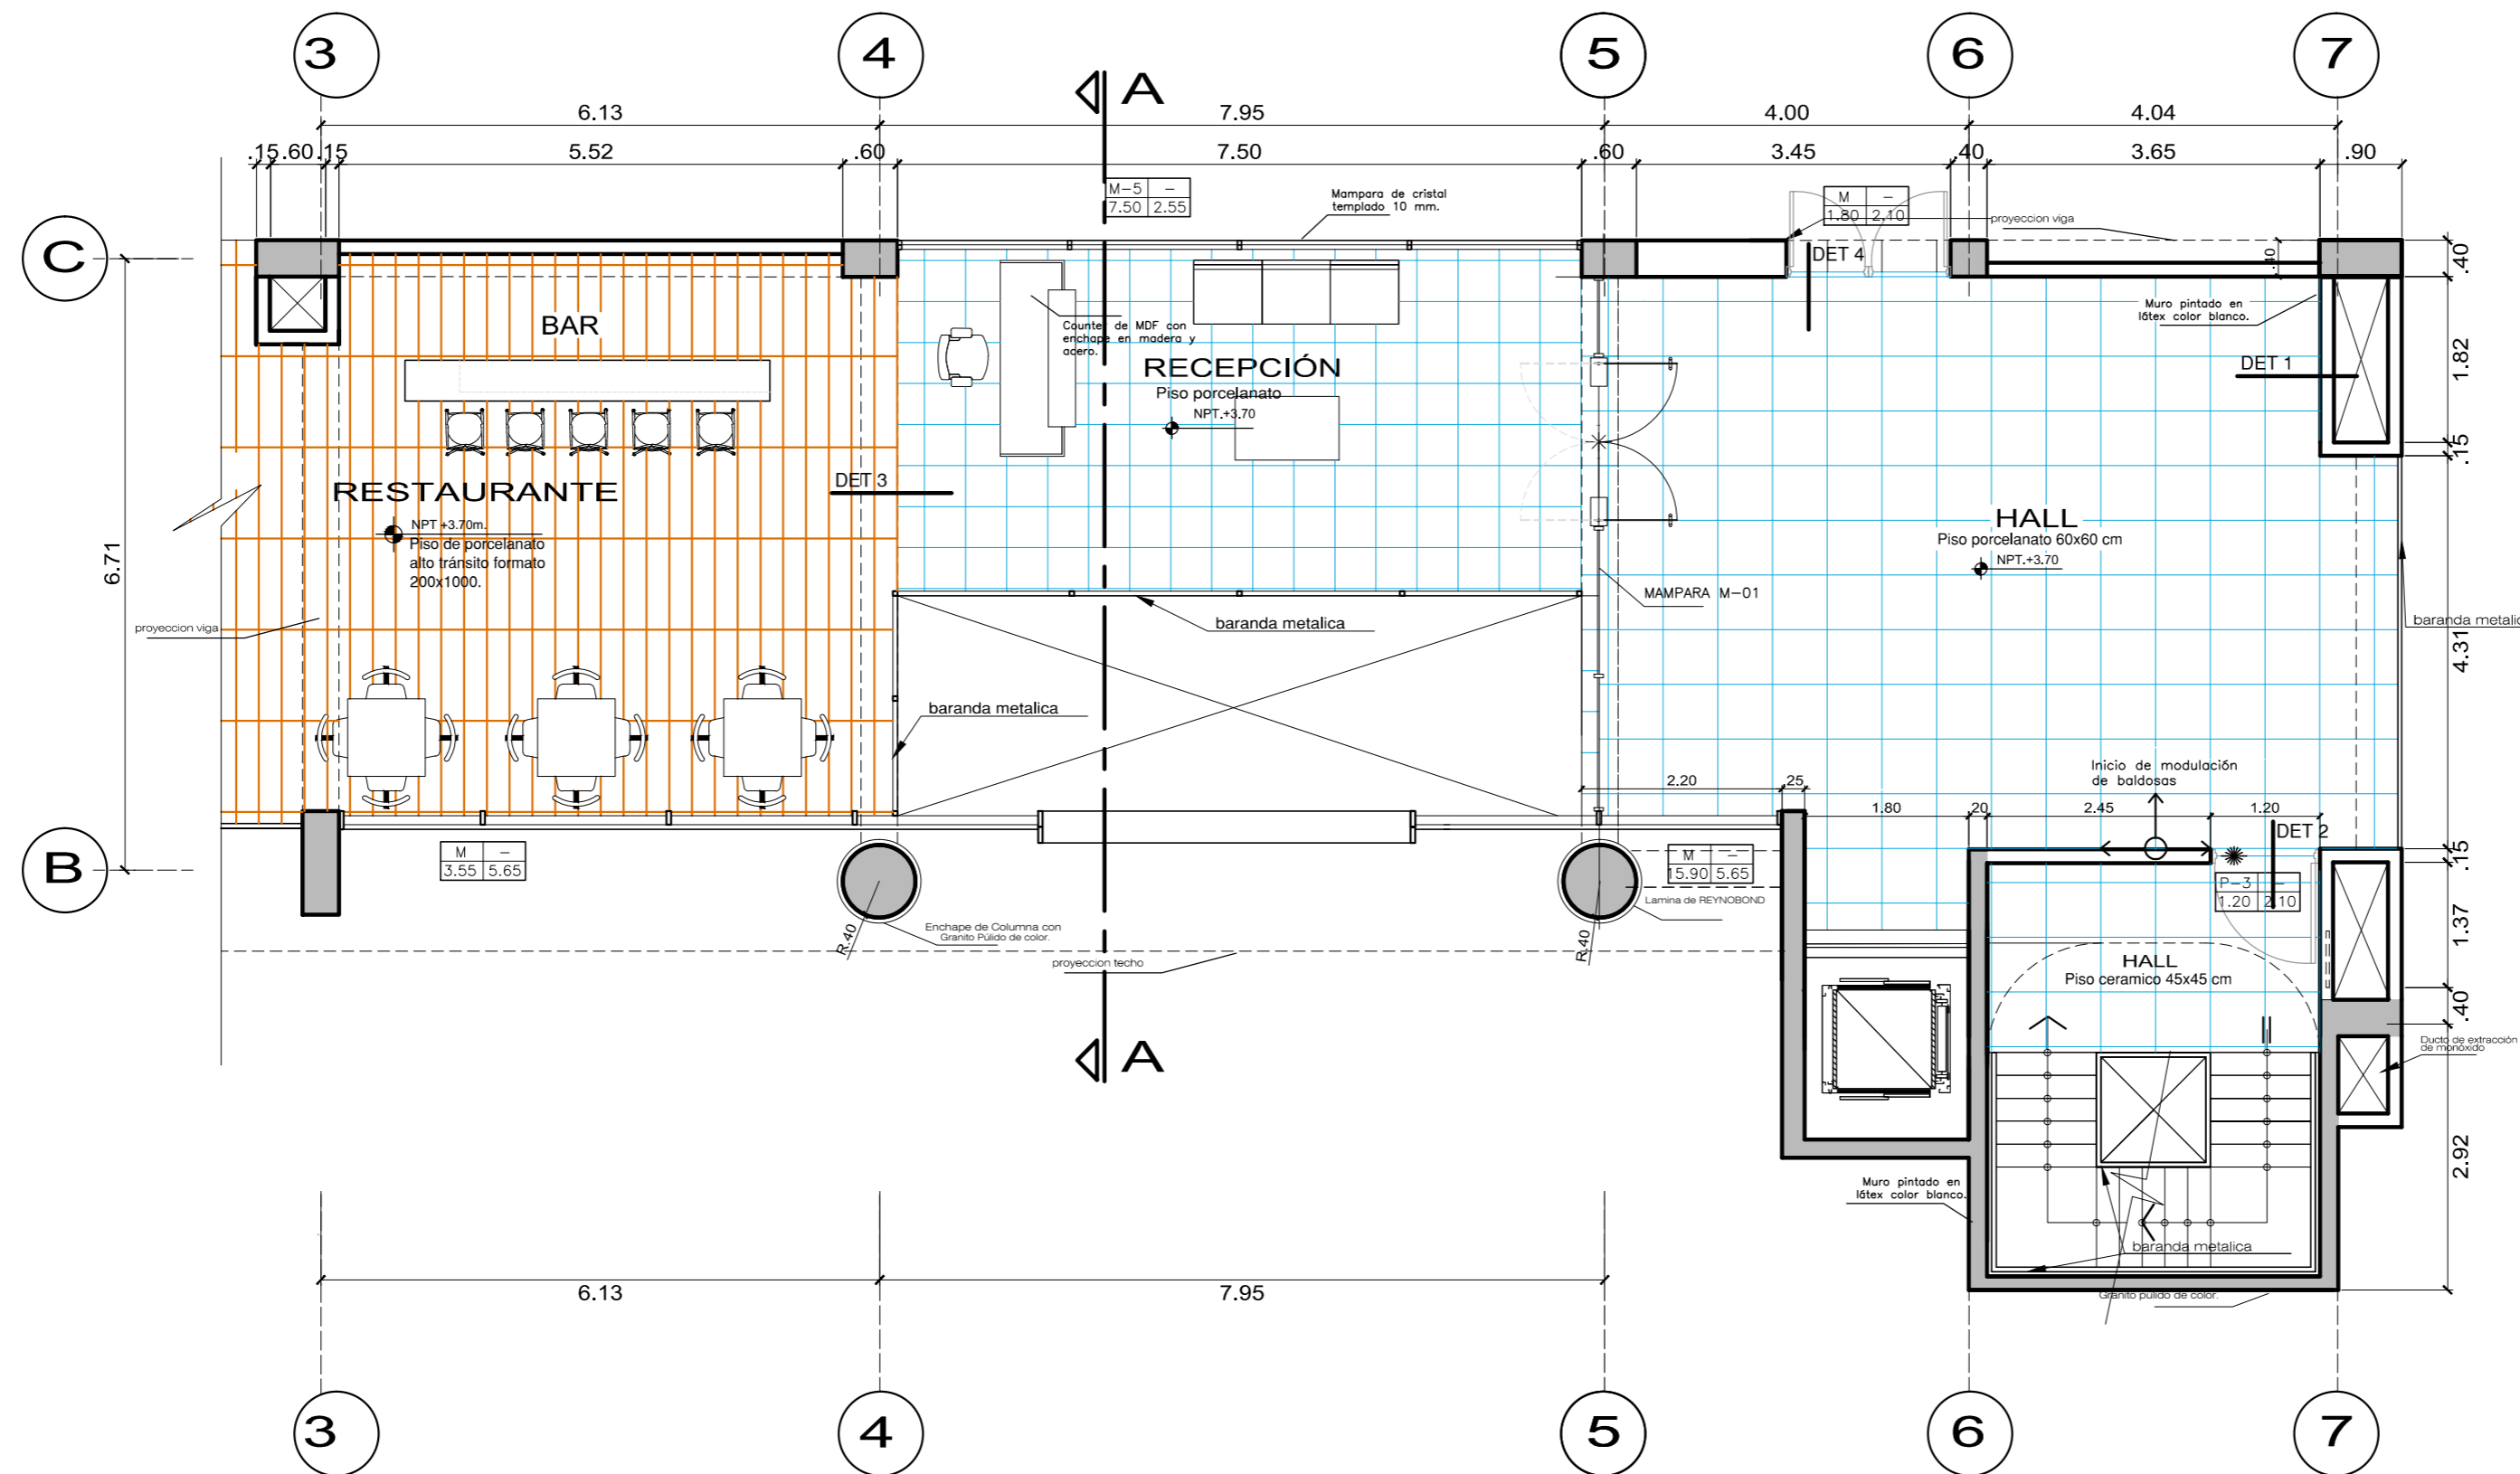 3
4
5
6
7
A
6.13
7.95
4.00
4.04
.15
.60
.15
5.52
.60
7.50
.60
3.45
.40
3.65
.90
M-5 -
7.50 2.55
Mampara de cristal
templado 10 mm.
M -
1.80 2.10
proyeccion viga
C
DET 4
.40
.40
BAR
Counter de MDF con
enchape en madera y
acero.
RECEPCIÓN
Piso porcelanato
NPT.+3.70
Muro pintado en
látex color blanco.
DET 1
1.82
.15
RESTAURANTE
NPT +3.70m.
Piso de porcelanato
alto tránsito formato
200x1000.
DET 3
HALL
Piso porcelanato 60x60 cm
NPT.+3.70
6.71
MAMPARA M-01
proyeccion viga
baranda metalica
baranda metalic
4.31
baranda metalica
Inicio de modulación
de baldosas
2.20
.25
1.80
.20
2.45
1.20
DET 2
B
M -
3.55 5.65
M -
15.90 5.65
P-3 -
1.20 2.10
.15
Lamina de REYNOBOND
Enchape de Columna con
Granito Púlido de color.
R.40
R.40
1.37
proyeccion techo
HALL
Piso ceramico 45x45 cm
.40
Ducto de extracción
de monóxido
A
2.92
Muro pintado en
látex color blanco.
baranda metalica
Granito pulido de color.
6.13
7.95
3
4
5
6
7